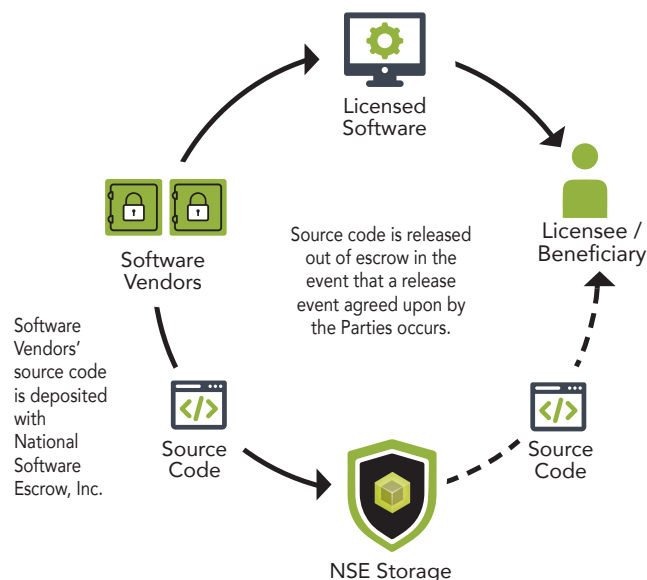 Licensed
Software
Licensee /
Beneficiary
Software
Vendors
Source code is released
out of escrow in the
event that a release
event agreed upon by
the Parties occurs.
Software
Vendors’
source code
is deposited
with
National
Software
Escrow, Inc.
</>
Source
Code
</>
Source
Code
NSE Storage